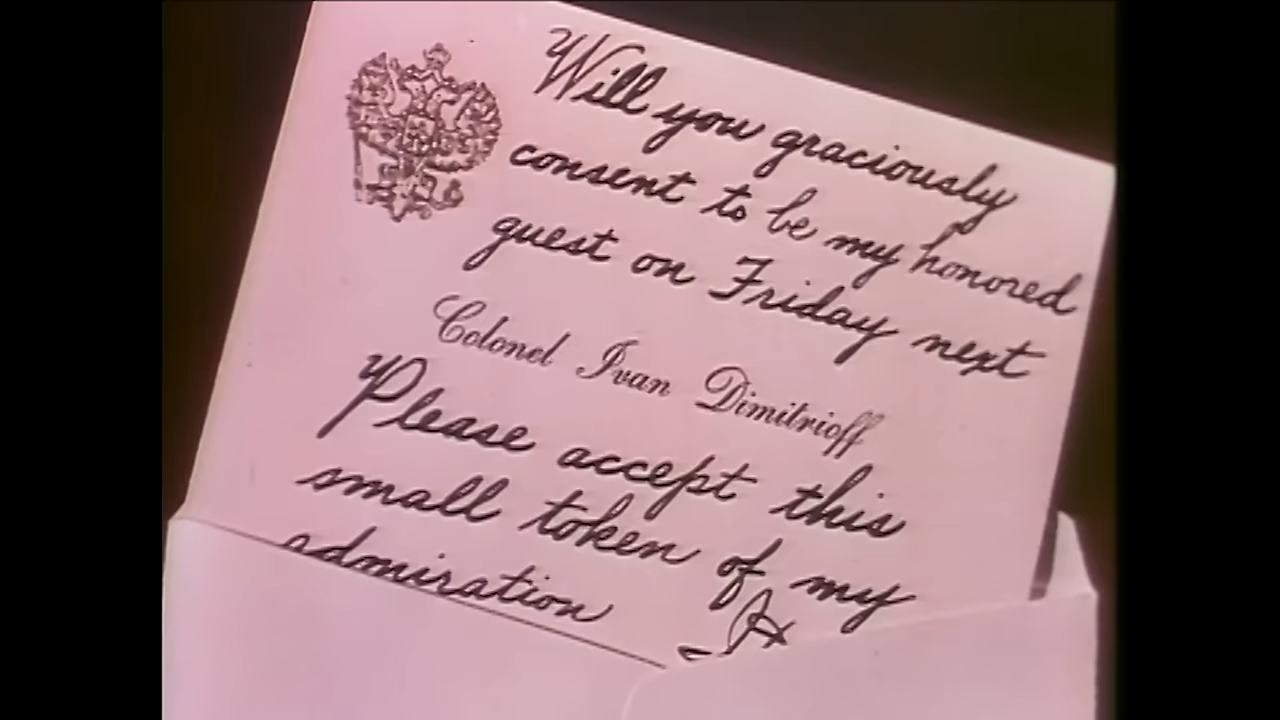 Will you graciously
consent to be my honored
guest on Friday next
Colonel Ivan Dimitrioff
Please accept this
small token of my
admiration